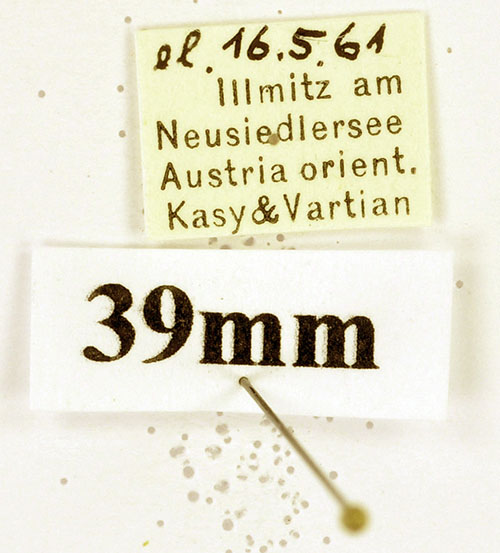 el. 16.5.61
Illmitz am
Neusiedlersee
Austria orient.
Kasy & Vartian
39mm